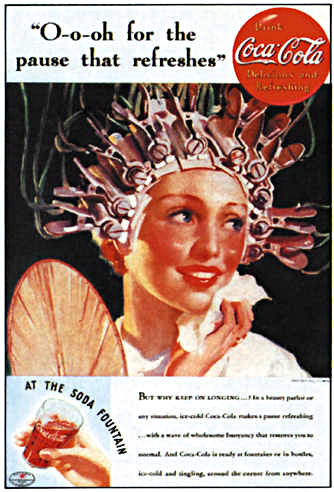 “O-o-oh for the
pause that refreshes”
Drink
Coca-Cola
Delicious and
Refreshing
AT THE SODA FOUNTAIN
BUT WHY KEEP ON LONGING...? In a beauty parlor or
any situation, ice-cold Coca-Cola makes a pause refreshing
...with a wave of wholesome buoyancy that restores you to
normal. And Coca-Cola is ready at fountains or in bottles,
ice-cold and tingling, around the corner from anywhere.